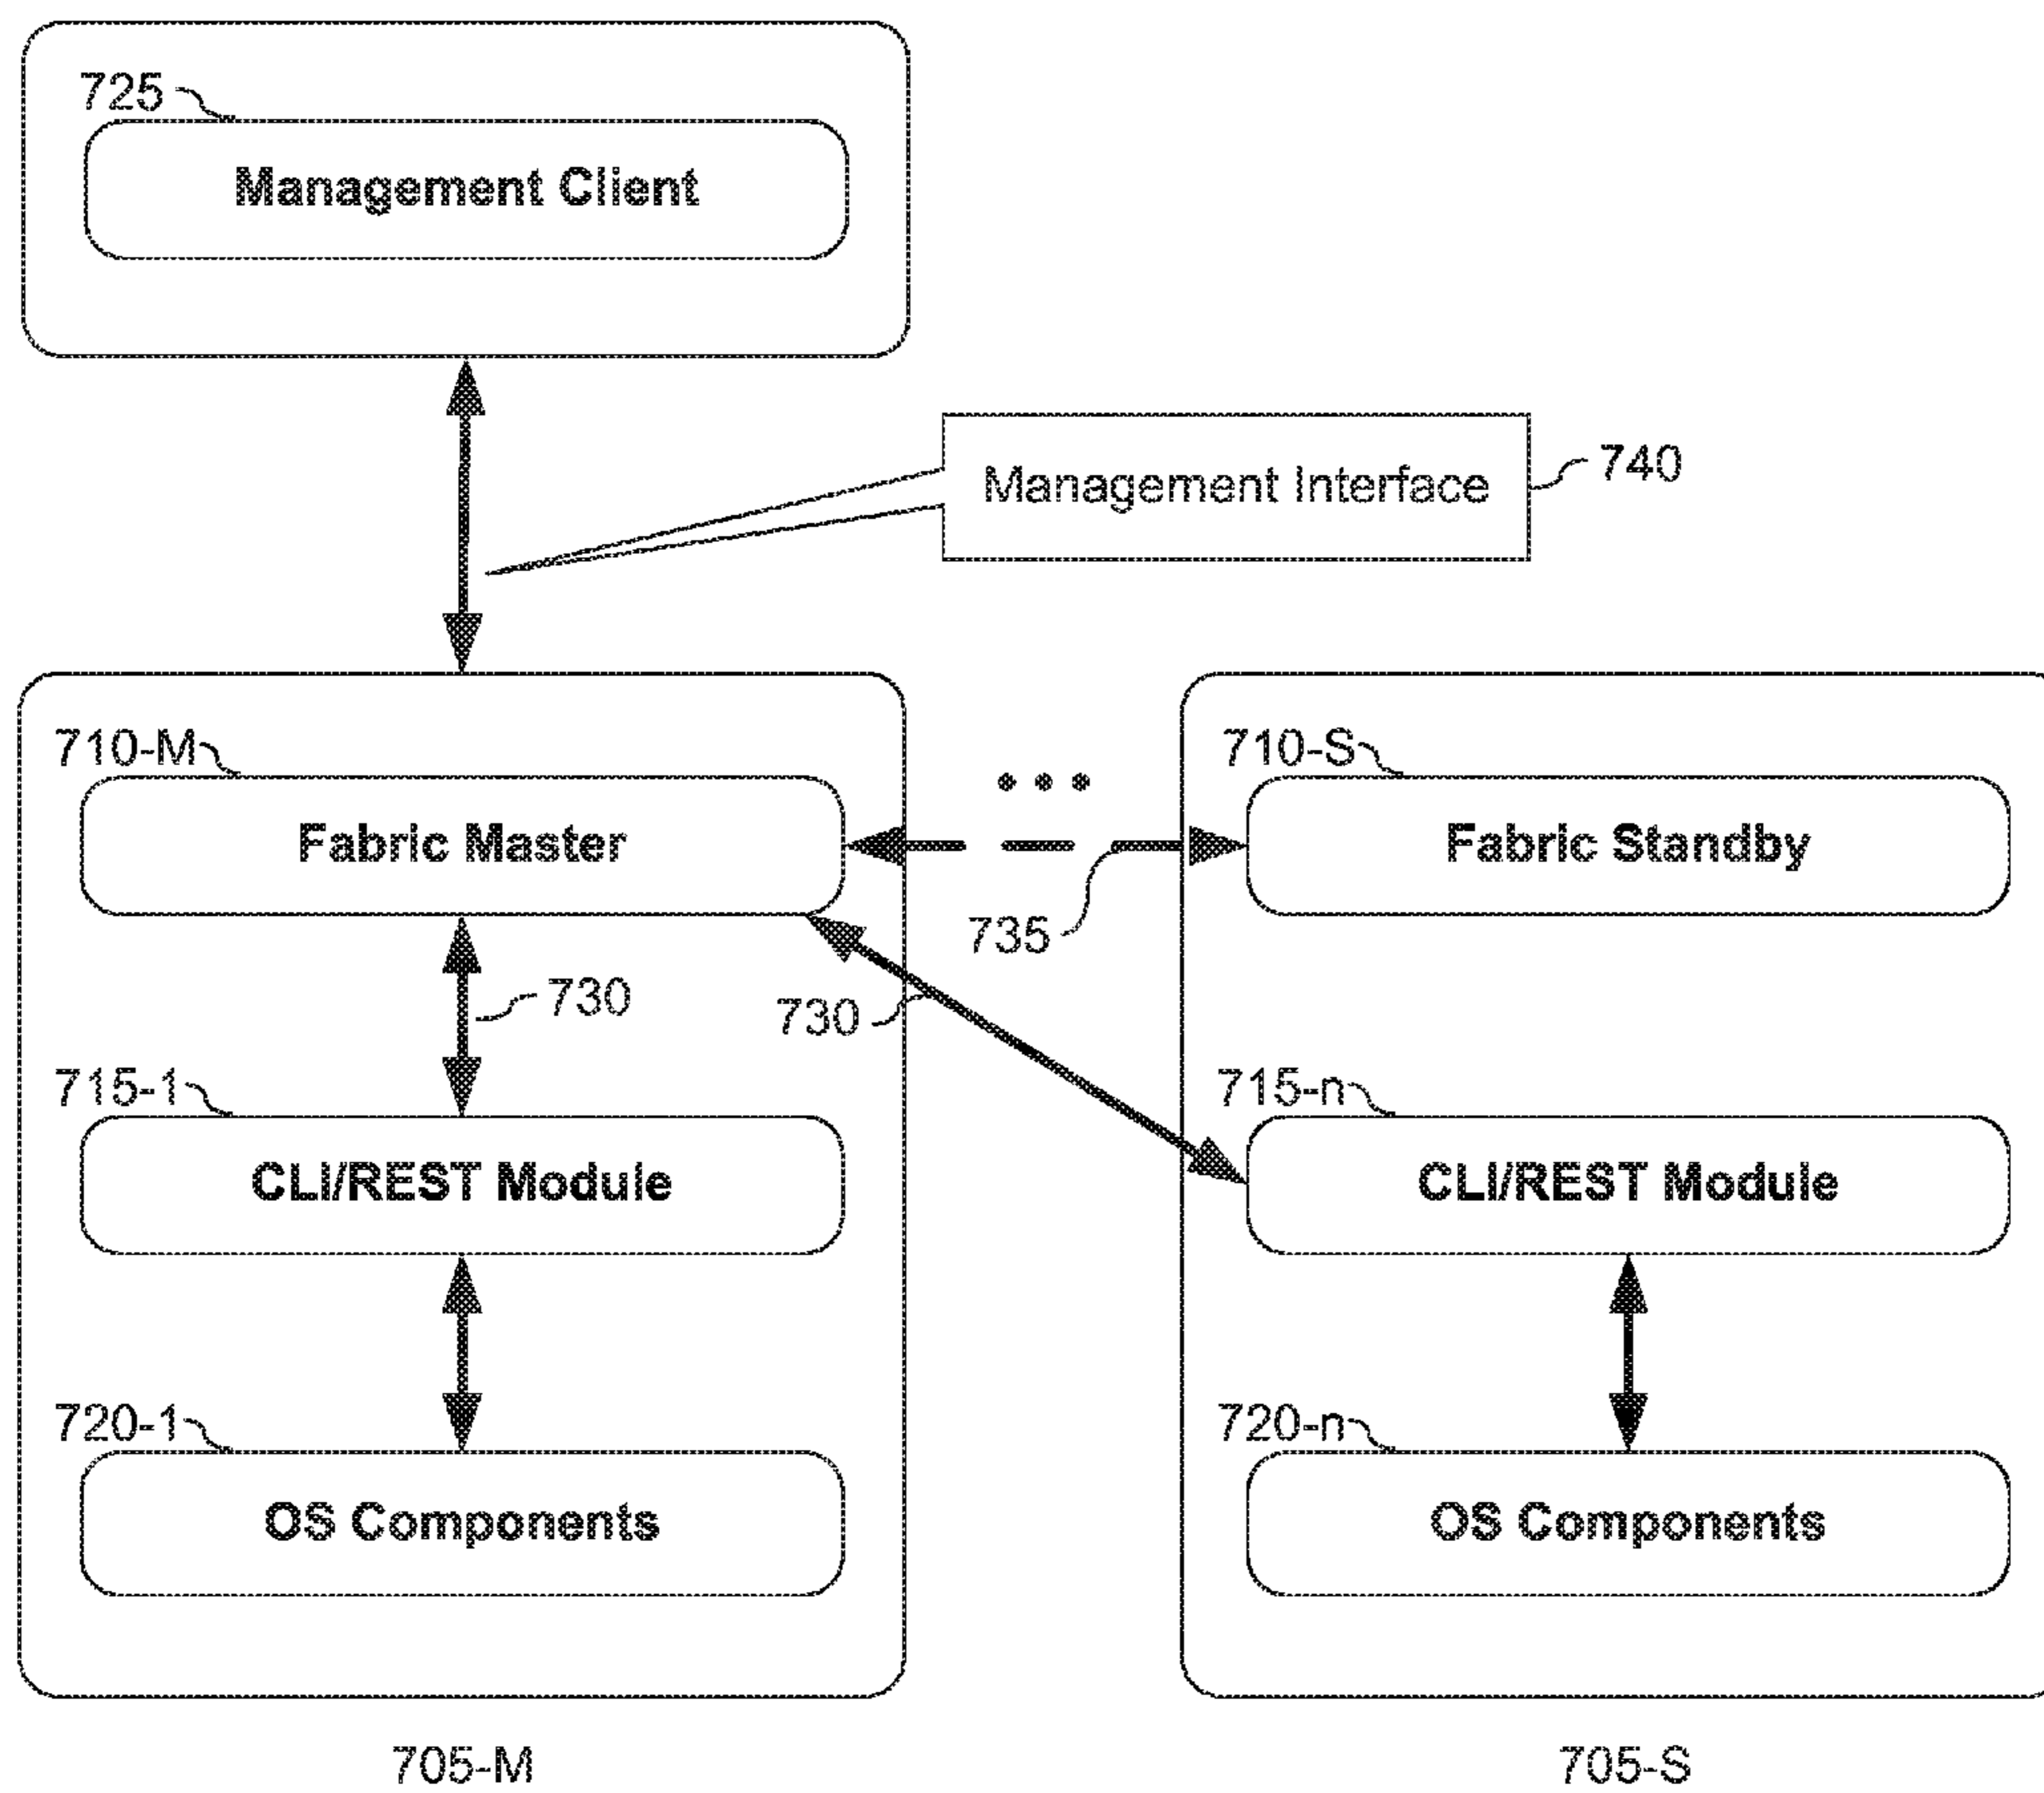 725
Management Client
Management Interface
740
710-M
Fabric Master
710-S
Fabric Standby
735
730
730
715-1
CLI/REST Module
715-n
CLI/REST Module
720-1
OS Components
720-n
OS Components
705-M
705-S